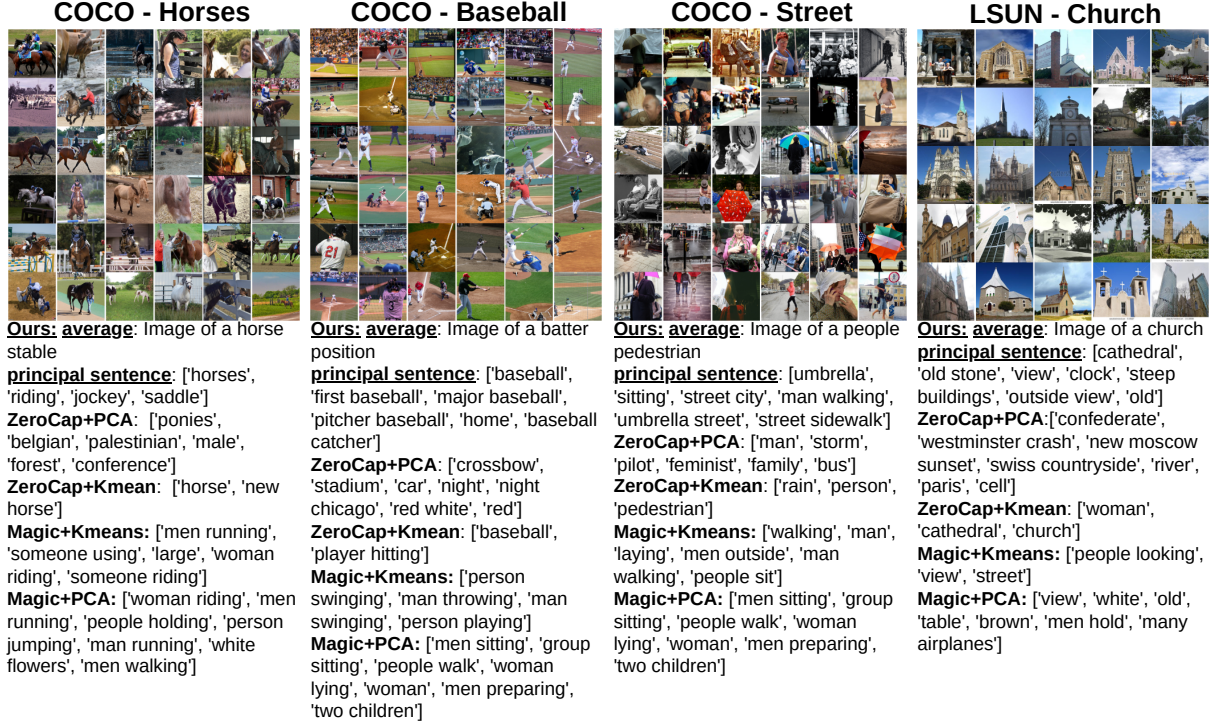 COCO - Horses
COCO - Baseball
COCO - Street
LSUN - Church
21
Ours: average: Image of a horse
stable
principal sentence: ['horses',
'riding', 'jockey', 'saddle']
ZeroCap+PCA: ['ponies',
'belgian', 'palestinian', 'male',
'forest', 'conference']
ZeroCap+Kmean: ['horse', 'new
horse']
Magic+Kmeans: ['men running',
'someone using', 'large', 'woman
riding', 'someone riding']
Magic+PCA: ['woman riding', 'men
running', 'people holding', 'person
jumping', 'man running', 'white
flowers', 'men walking']
Ours: average: Image of a batter
position
principal sentence: ['baseball',
'first baseball', 'major baseball',
'pitcher baseball', 'home', 'baseball
catcher']
ZeroCap+PCA: ['crossbow',
'stadium', 'car', 'night', 'night
chicago', 'red white', 'red']
ZeroCap+Kmean: ['baseball',
'player hitting']
Magic+Kmeans: ['person
swinging', 'man throwing', 'man
swinging', 'person playing']
Magic+PCA: ['men sitting', 'group
sitting', 'people walk', 'woman
lying', 'woman', 'men preparing',
'two children']
Ours: average: Image of a people
pedestrian
principal sentence: [umbrella',
'sitting', 'street city', 'man walking',
'umbrella street', 'street sidewalk']
ZeroCap+PCA: ['man', 'storm',
'pilot', 'feminist', 'family', 'bus']
ZeroCap+Kmean: ['rain', 'person',
'pedestrian']
Magic+Kmeans: ['walking', 'man',
'laying', 'men outside', 'man
walking', 'people sit']
Magic+PCA: ['men sitting', 'group
sitting', 'people walk', 'woman
lying', 'woman', 'men preparing',
'two children']
Ours: average: Image of a church
principal sentence: [cathedral',
'old stone', 'view', 'clock', 'steep
buildings', 'outside view', 'old']
ZeroCap+PCA:['confederate',
'westminster crash', 'new moscow
sunset', 'swiss countryside', 'river',
'paris', 'cell']
ZeroCap+Kmean: ['woman',
'cathedral', 'church']
Magic+Kmeans: ['people looking',
'view', 'street']
Magic+PCA: ['view', 'white', 'old',
'table', 'brown', 'men hold', 'many
airplanes']